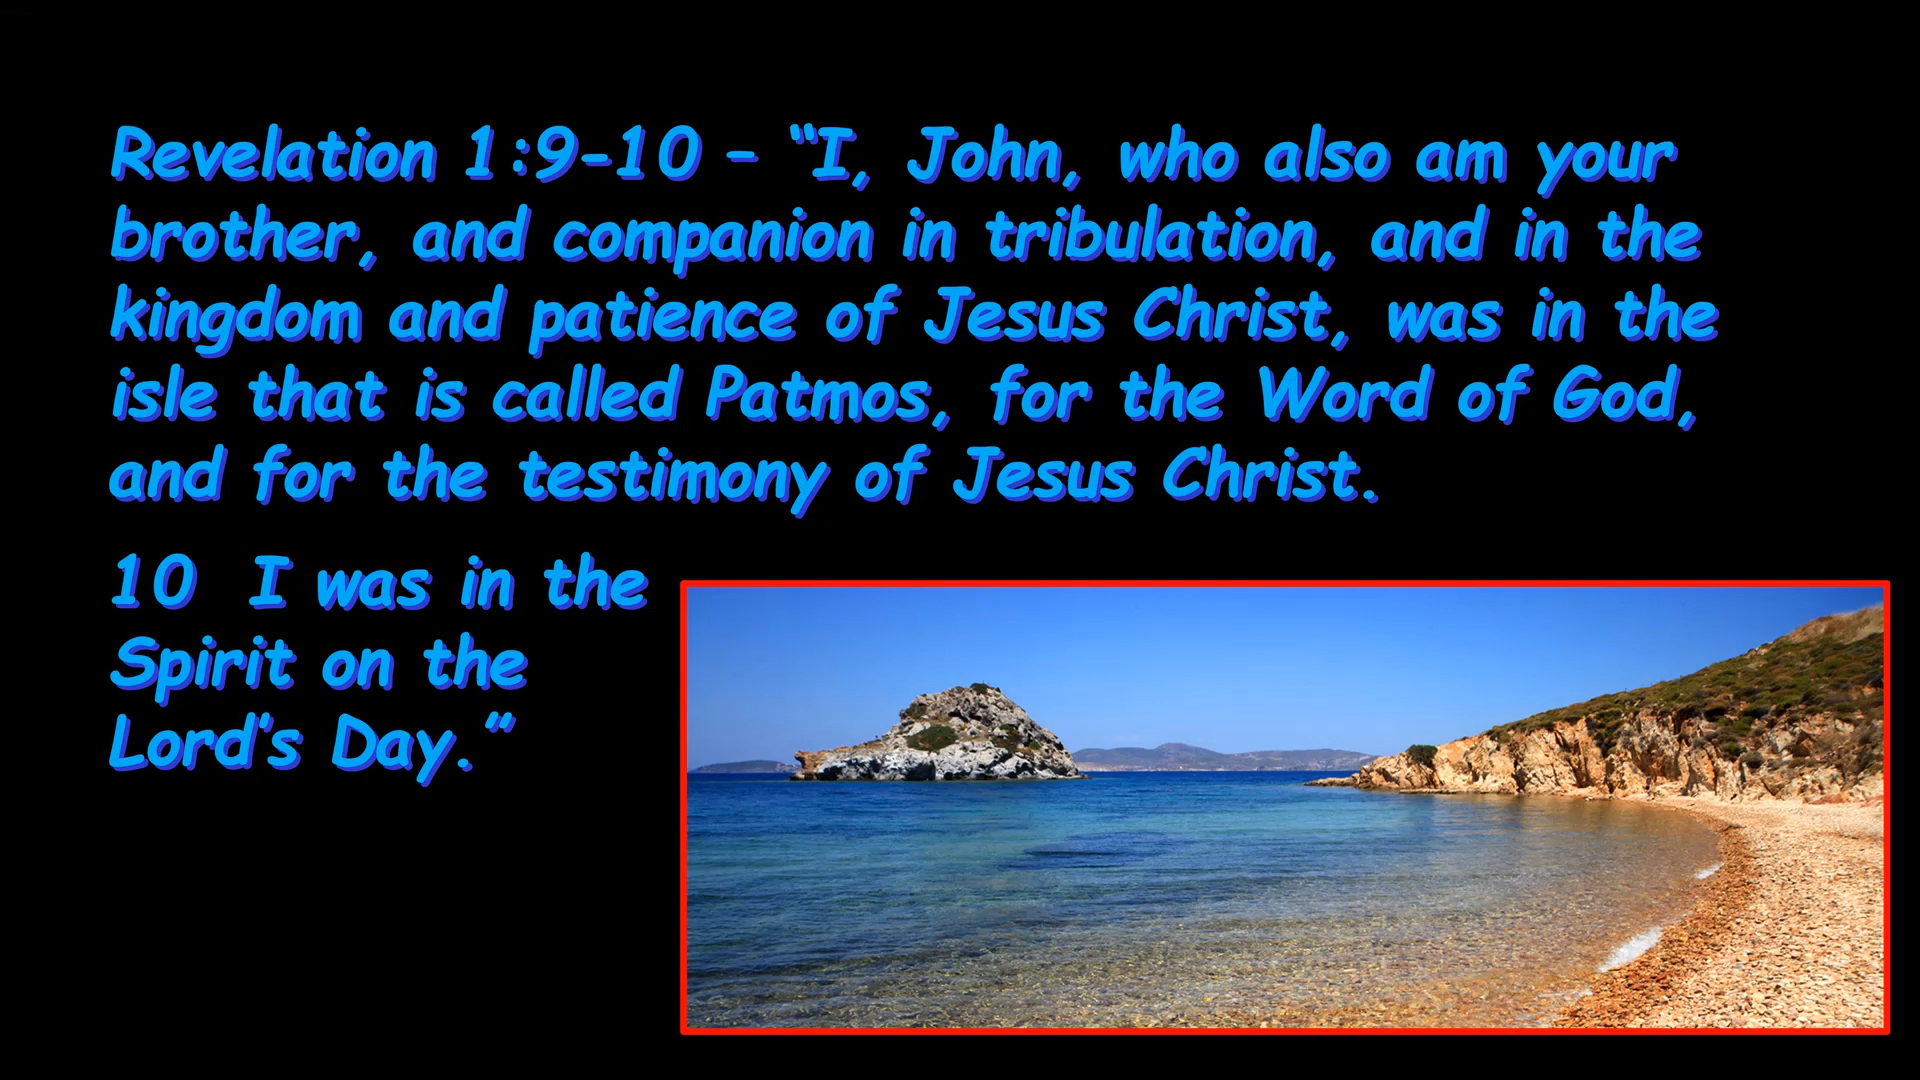 Revelation 1:9-10 – “I, John, who also am your
brother, and companion in tribulation, and in the
kingdom and patience of Jesus Christ, was in the
isle that is called Patmos, for the Word of God,
and for the testimony of Jesus Christ.
10  I was in the
Spirit on the
Lord’s Day.”